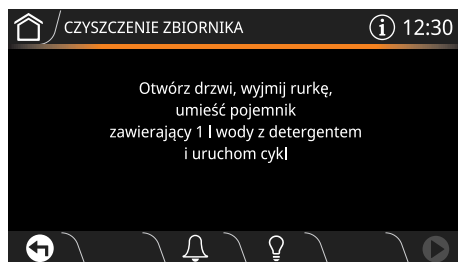 CZYSZCZENIE ZBIORNIKA
i 12:30
Otwórz drzwi, wyjmij rurkę,
umieść pojemnik
zawierający 1 l wody z detergentem
i uruchom cykl